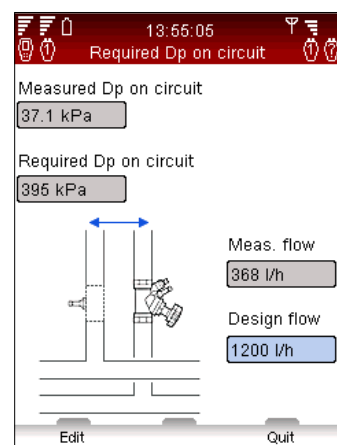 13:55:05
Required Dp on circuit
Measured Dp on circuit
37.1 kPa
Required Dp on circuit
395 kPa
Meas. flow
368 l/h
Design flow
1200 l/h
Edit
Quit